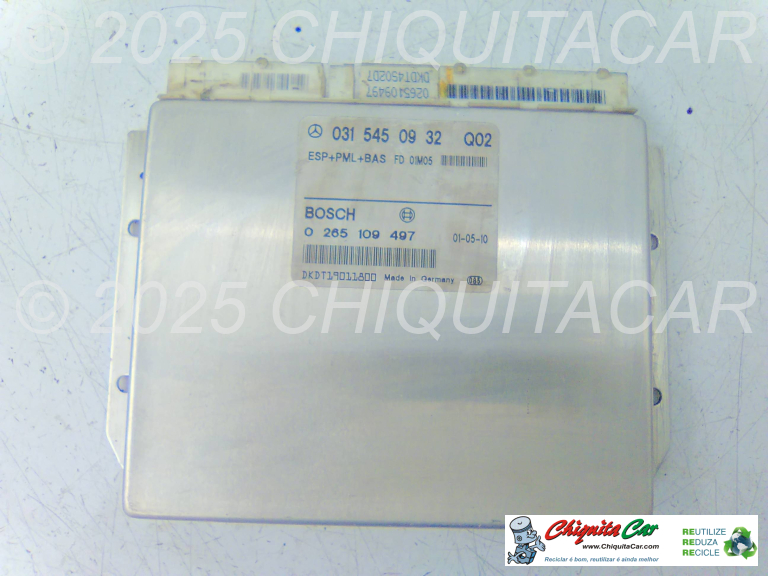 © 2025 CHIQUITACAR
DKDT450207
0265109497
031 545 09 32 Q02
ESP+PML+BAS FD 01M05
BOSCH
0 265 109 497 01-05-10
DKDT19011800 Made in Germany 065
© 2025 CHIQUITACAR
Chiquita Car
www.ChiquitaCar.com
Reciclar é bom, reutilizar é ainda melhor
REUTILIZE
REDUZA
RECICLE